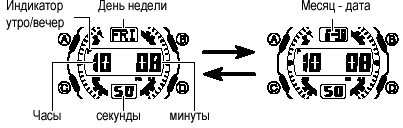 Индикатор
утро/вечер
День недели
Месяц - дата
A
B
FRI
10 08
50
C
D
A
B
10 08
50
C
D
Часы
секунды
минуты